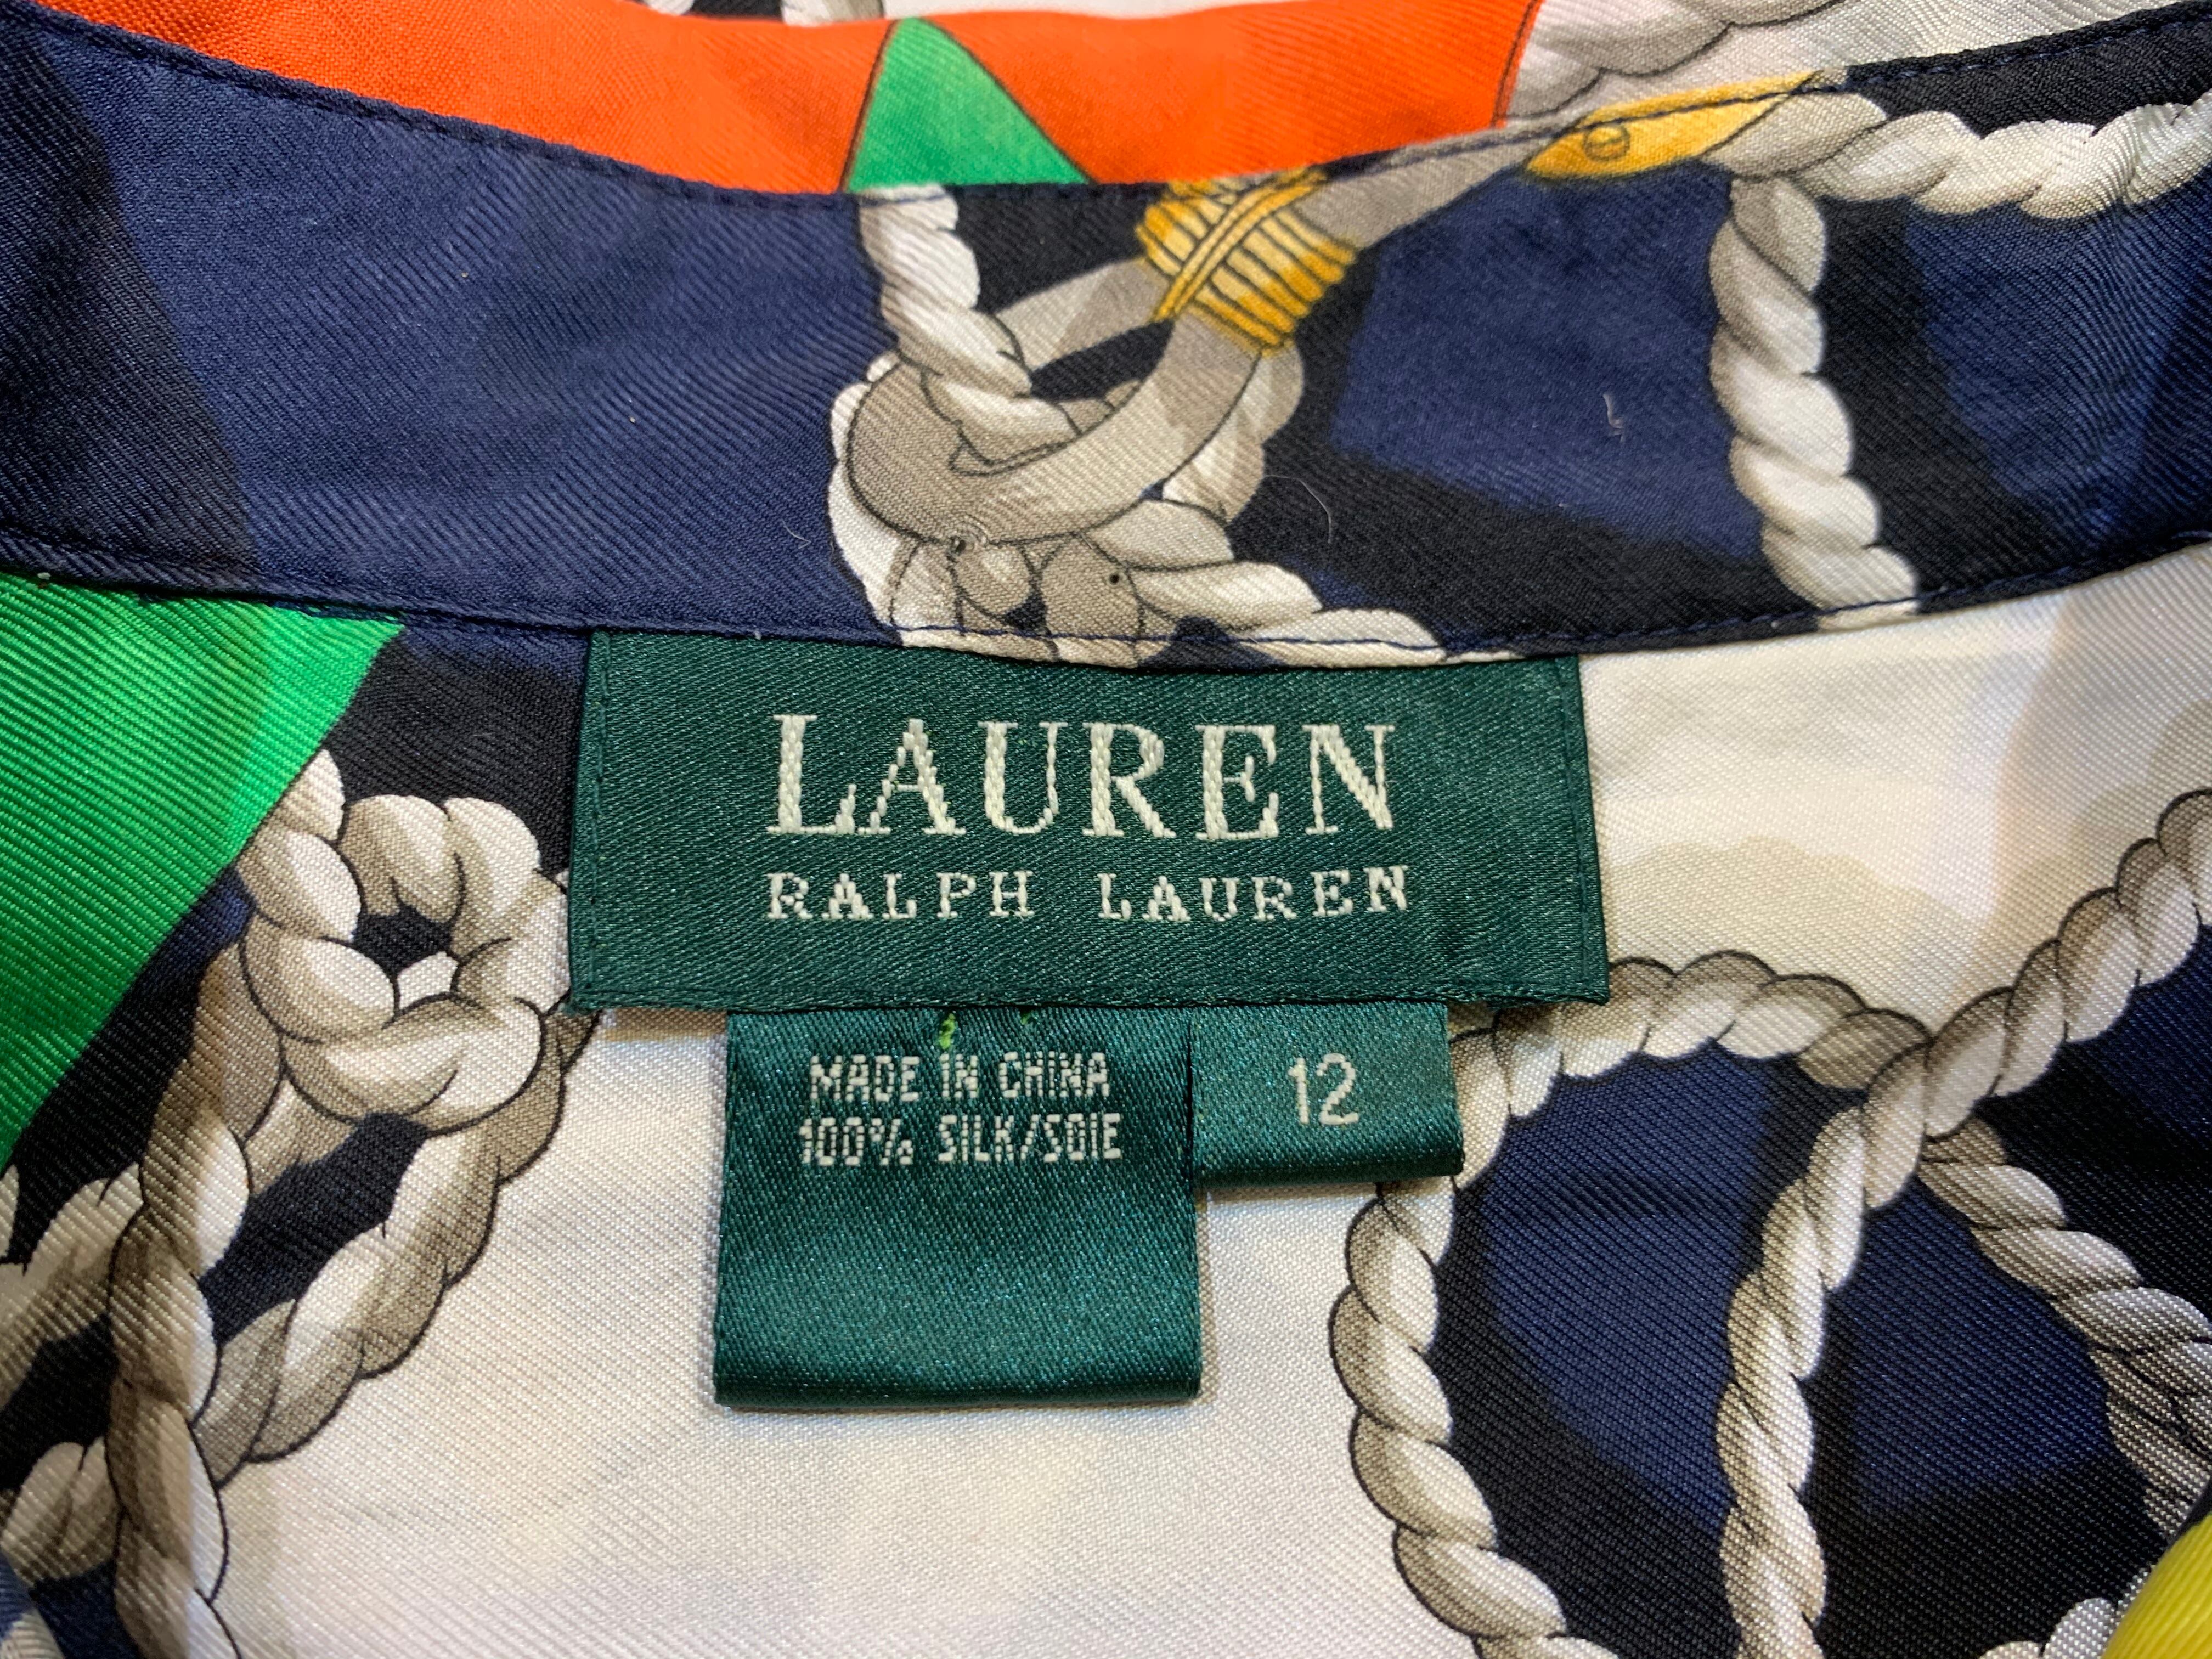 LAUREN
RALPH LAUREN
MADE IN CHINA
100% SILK/SOIE
12